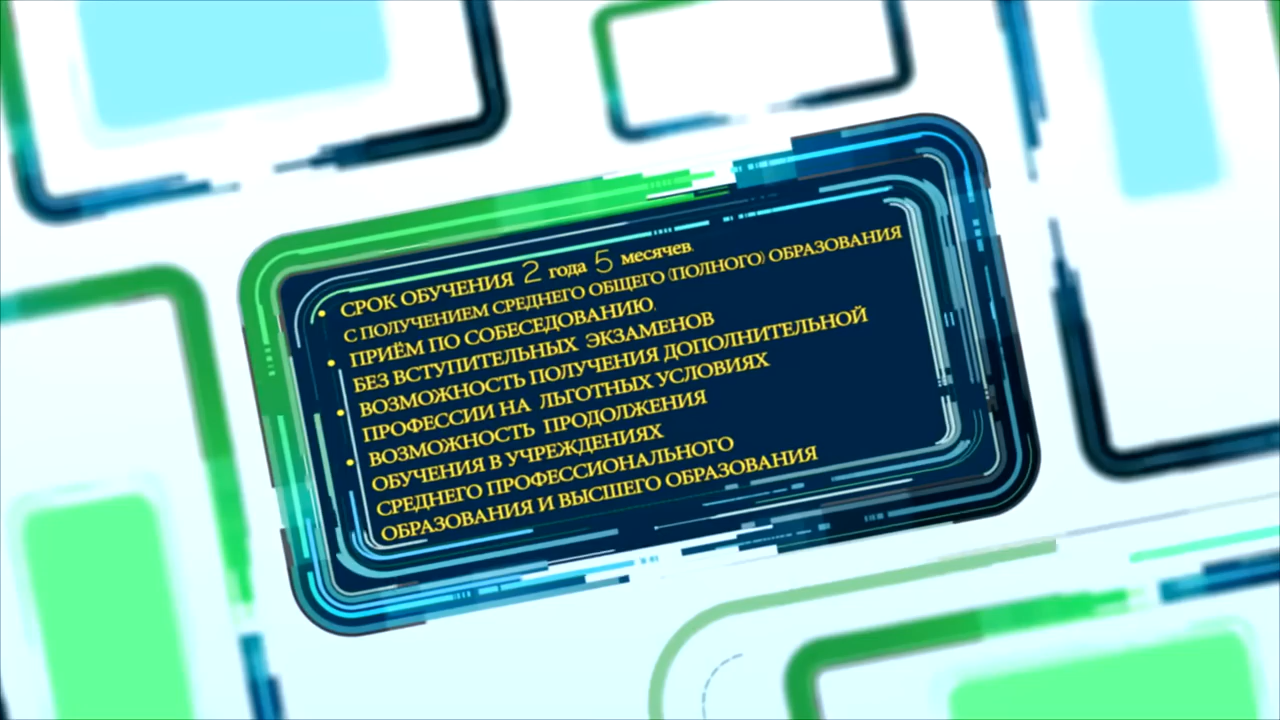 • СРОК ОБУЧЕНИЯ 2 года 5 месячев.
С ПОЛУЧЕНИЕМ СРЕДНЕГО ОБЩЕГО (ПОЛНОГО) ОБРАЗОВАНИЯ
• ПРИЁМ ПО СОБЕСЕДОВАНИЮ,
БЕЗ ВСТУПИТЕЛЬНЫХ ЭКЗАМЕНОВ
• ВОЗМОЖНОСТЬ ПОЛУЧЕНИЯ ДОПОЛНИТЕЛЬНОЙ
ПРОФЕССИИ НА ЛЬГОТНЫХ УСЛОВИЯХ
• ВОЗМОЖНОСТЬ ПРОДОЛЖЕНИЯ
ОБУЧЕНИЯ В УЧРЕЖДЕНИЯХ
СРЕДНЕГО ПРОФЕССИОНАЛЬНОГО
ОБРАЗОВАНИЯ И ВЫСШЕГО ОБРАЗОВАНИЯ